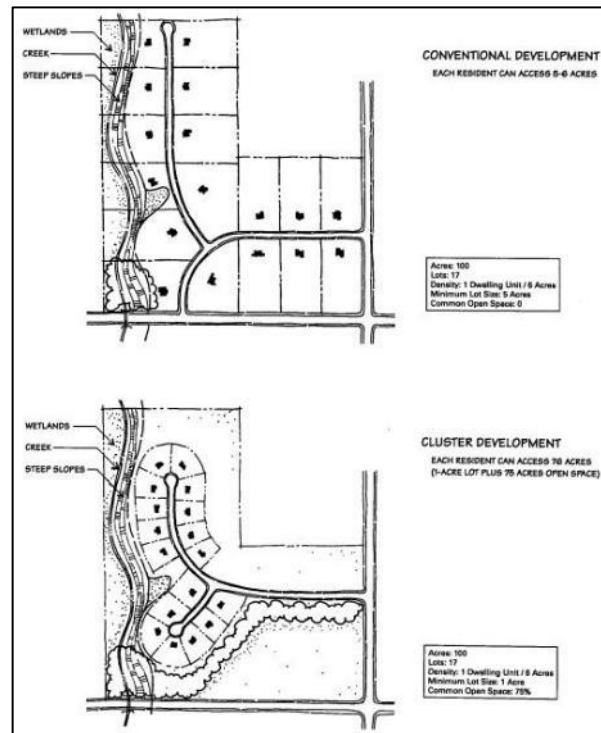 WETLANDS
CREEK
STEEP SLOPES
CONVENTIONAL DEVELOPMENT
EACH RESIDENT CAN ACCESS 5-6 ACRES
Acres: 100
Lots: 17
Density: 1 Dwelling Unit / 6 Acres
Minimum Lot Size: 5 Acres
Common Open Space: 0
WETLANDS
CREEK
STEEP SLOPES
CLUSTER DEVELOPMENT
EACH RESIDENT CAN ACCESS 76 ACRES
(1-ACRE LOT PLUS 75 ACRES OPEN SPACE)
Acres: 100
Lots: 17
Density: 1 Dwelling Unit / 6 Acres
Minimum Lot Size: 1 Acre
Common Open Space: 75%